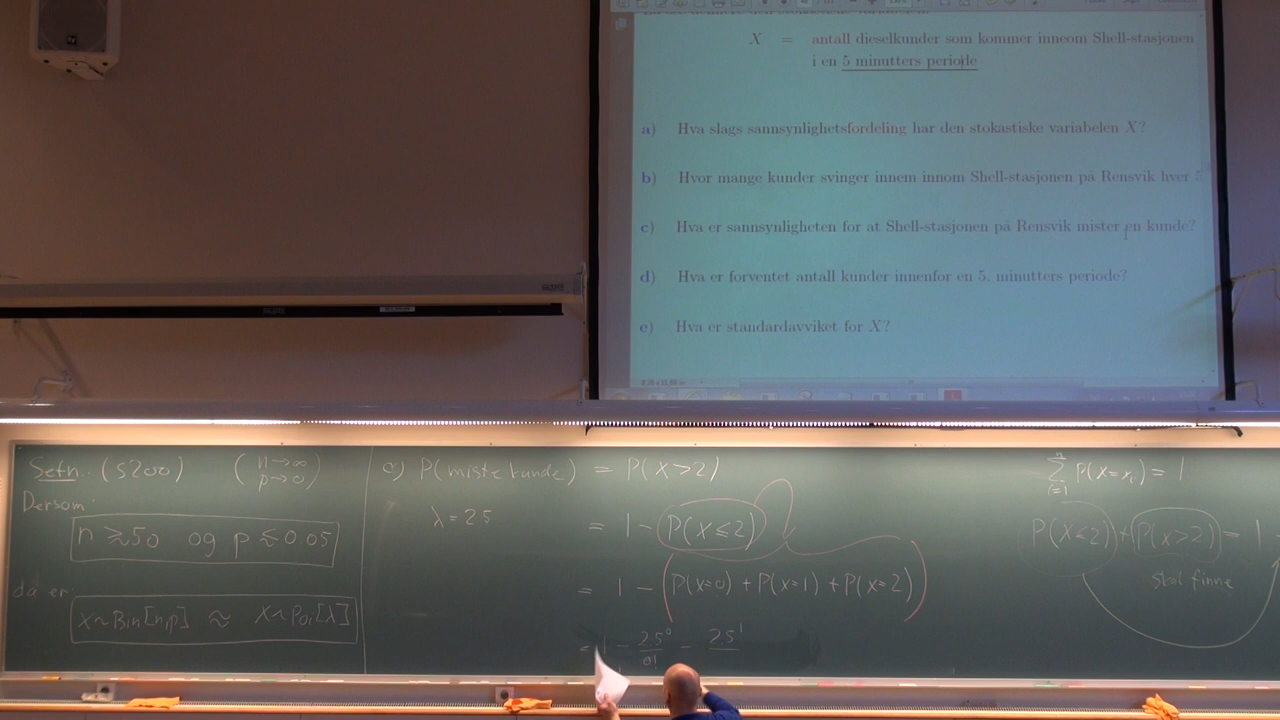 X = antall dieselkunder som kommer inneom Shell-stasjonen
i en 5 minutters periode
a) Hva slags sannsynlighetsfordeling har den stokastiske variabelen X?
b) Hvor mange kunder svinger innem innom Shell-stasjonen på Rensvik hver 5
c) Hva er sannsynligheten for at Shell-stasjonen på Rensvik mister en kunde?
d) Hva er forventet antall kunder innenfor en 5. minutters periode?
e) Hva er standardavviket for X?
Setn. (s200) (n→∞
p→0)
Dersom:
n ≳ 50 og p ≲ 0.05
da er:
X~Bin[n,p] ≈ X~Poi[λ]
c) P(miste kunde) = P(X>2)
λ = 2.5
= 1 - P(X≤2)
= 1 - (P(X=0) + P(X=1) + P(X=2))
= 1 - 2.5⁰/0! - 2.5¹
∑ⁿᵢ₌₁ P(X=xᵢ) = 1
P(X≤2) + P(X>2) = 1
skal finne